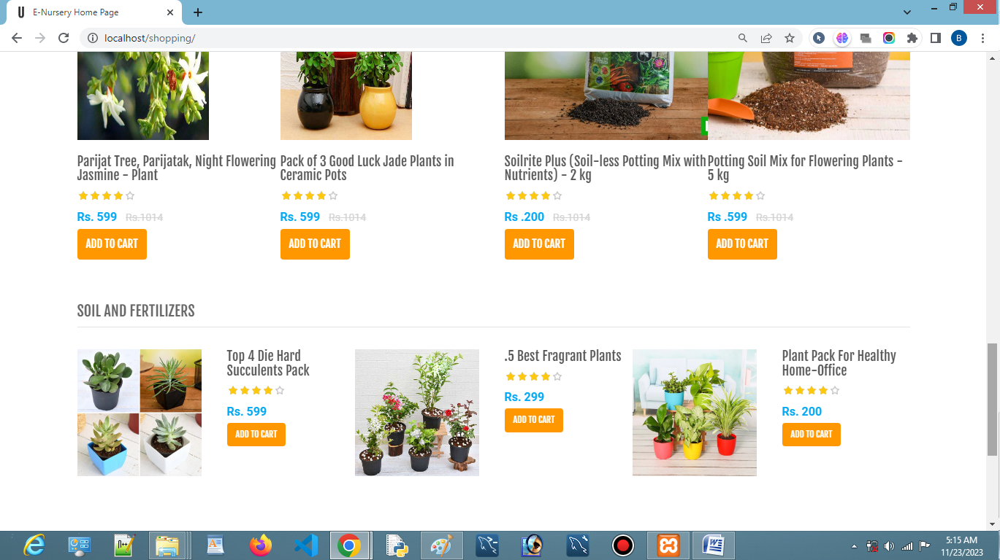 E-Nursery Home Page
localhost/shopping/
B
Parijat Tree, Parijatak, Night Flowering
Jasmine - Plant
Rs. 599 Rs.1014
ADD TO CART
Pack of 3 Good Luck Jade Plants in
Ceramic Pots
Rs. 599 Rs.1014
ADD TO CART
Soilrite Plus (Soil-less Potting Mix with
Nutrients) - 2 kg
Rs .200 Rs.1014
ADD TO CART
Potting Soil Mix for Flowering Plants -
5 kg
Rs .599 Rs.1014
ADD TO CART
SOIL AND FERTILIZERS
Top 4 Die Hard
Succulents Pack
Rs. 599
ADD TO CART
.5 Best Fragrant Plants
Rs. 299
ADD TO CART
Plant Pack For Healthy
Home-Office
Rs. 200
ADD TO CART
5:15 AM
11/23/2023